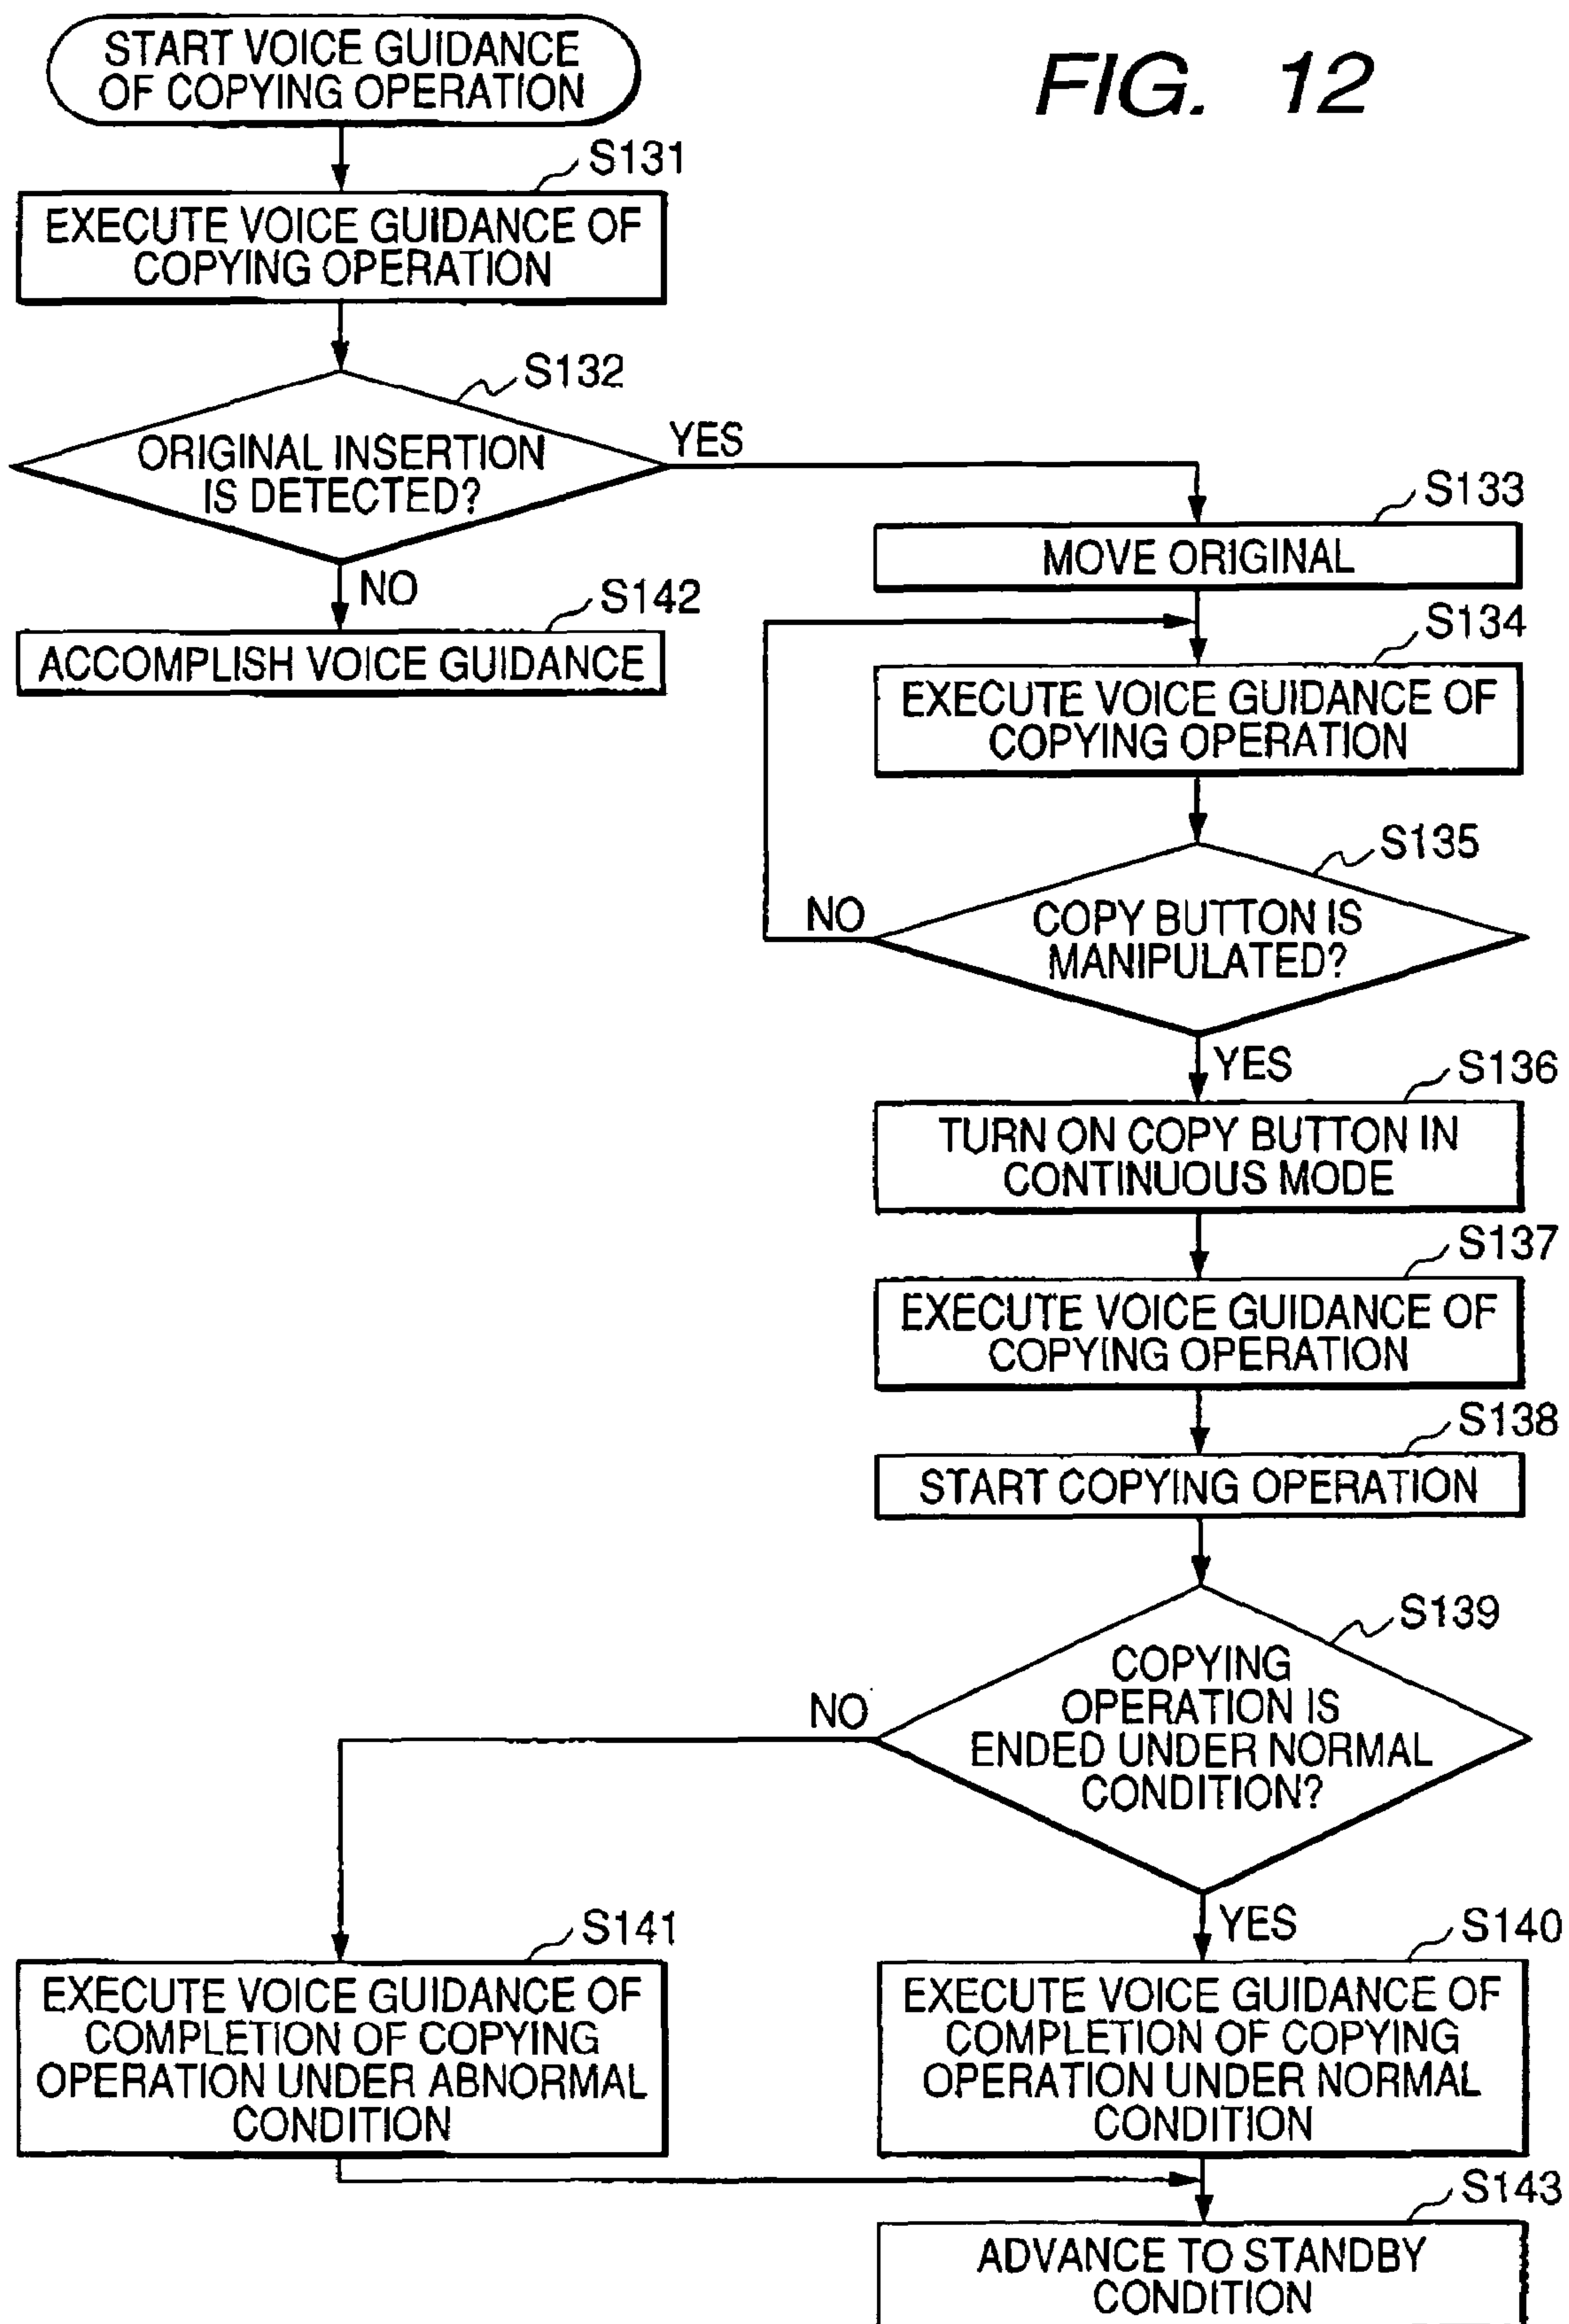 FIG. 12
START VOICE GUIDANCE
OF COPYING OPERATION
S131
EXECUTE VOICE GUIDANCE OF
COPYING OPERATION
S132
ORIGINAL INSERTION
IS DETECTED?
YES
NO
S142
ACCOMPLISH VOICE GUIDANCE
S133
MOVE ORIGINAL
S134
EXECUTE VOICE GUIDANCE OF
COPYING OPERATION
S135
COPY BUTTON IS
MANIPULATED?
NO
YES
S136
TURN ON COPY BUTTON IN
CONTINUOUS MODE
S137
EXECUTE VOICE GUIDANCE OF
COPYING OPERATION
S138
START COPYING OPERATION
S139
COPYING
OPERATION IS
ENDED UNDER NORMAL
CONDITION?
NO
YES
S141
EXECUTE VOICE GUIDANCE OF
COMPLETION OF COPYING
OPERATION UNDER ABNORMAL
CONDITION
S140
EXECUTE VOICE GUIDANCE OF
COMPLETION OF COPYING
OPERATION UNDER NORMAL
CONDITION
S143
ADVANCE TO STANDBY
CONDITION